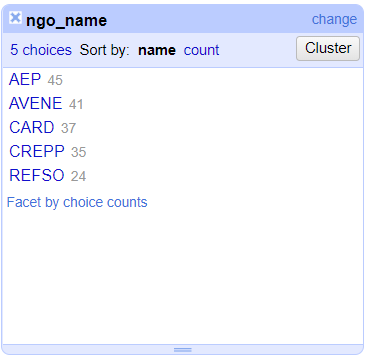 ngo_name change
5 choices Sort by: name count Cluster
AEP 45
AVENE 41
CARD 37
CREPP 35
REFSO 24
Facet by choice counts